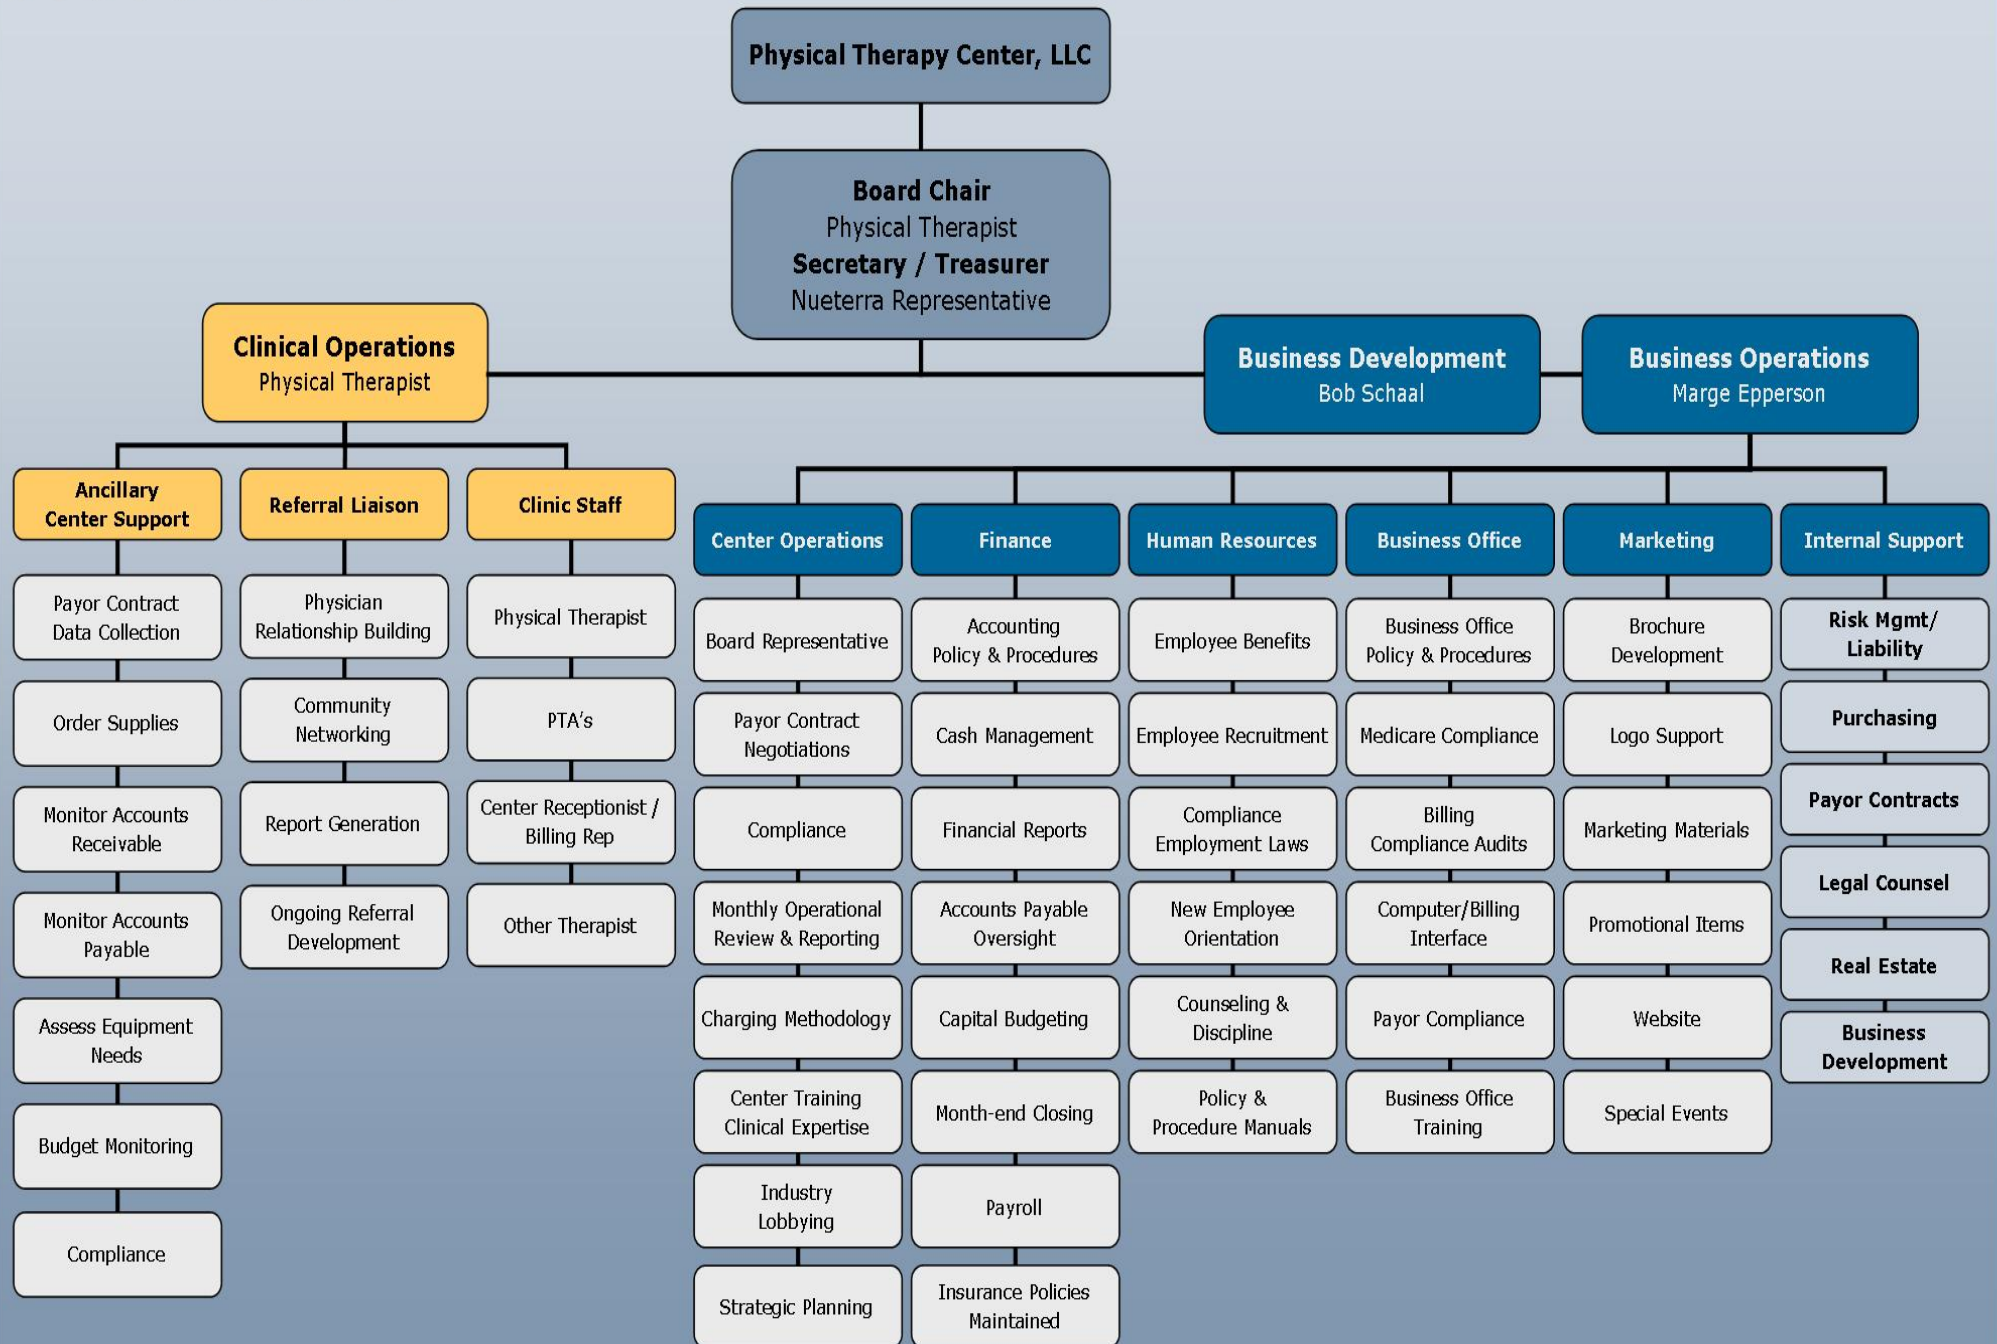 Physical Therapy Center, LLC
Board Chair
Physical Therapist
Secretary / Treasurer
Nueterra Representative
Clinical Operations
Physical Therapist
Business Development
Bob Schaal
Business Operations
Marge Epperson
Ancillary
Center Support
Payor Contract
Data Collection
Order Supplies
Monitor Accounts
Receivable
Monitor Accounts
Payable
Assess Equipment
Needs
Budget Monitoring
Compliance
Referral Liaison
Physician
Relationship Building
Community
Networking
Report Generation
Ongoing Referral
Development
Clinic Staff
Physical Therapist
PTA's
Center Receptionist /
Billing Rep
Other Therapist
Center Operations
Board Representative
Payor Contract
Negotiations
Compliance
Monthly Operational
Review & Reporting
Charging Methodology
Center Training
Clinical Expertise
Industry
Lobbying
Strategic Planning
Finance
Accounting
Policy & Procedures
Cash Management
Financial Reports
Accounts Payable
Oversight
Capital Budgeting
Month-end Closing
Payroll
Insurance Policies
Maintained
Human Resources
Employee Benefits
Employee Recruitment
Compliance
Employment Laws
New Employee
Orientation
Counseling &
Discipline
Policy &
Procedure Manuals
Business Office
Business Office
Policy & Procedures
Medicare Compliance
Billing
Compliance Audits
Computer/Billing
Interface
Payor Compliance
Business Office
Training
Marketing
Brochure
Development
Logo Support
Marketing Materials
Promotional Items
Website
Special Events
Internal Support
Risk Mgmt/
Liability
Purchasing
Payor Contracts
Legal Counsel
Real Estate
Business
Development